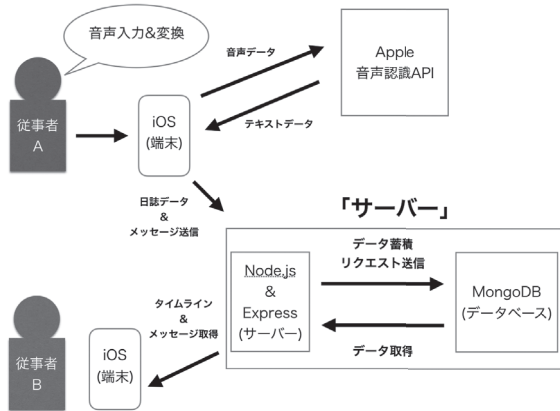 音声入力&変換
音声データ
Apple
音声認識API
テキストデータ
従事者
A
iOS
(端末)
日誌データ
&
メッセージ送信
「サーバー」
データ蓄積
リクエスト送信
Node.js
&
Express
(サーバー)
MongoDB
(データベース)
データ取得
タイムライン
&
メッセージ取得
従事者
B
iOS
(端末)